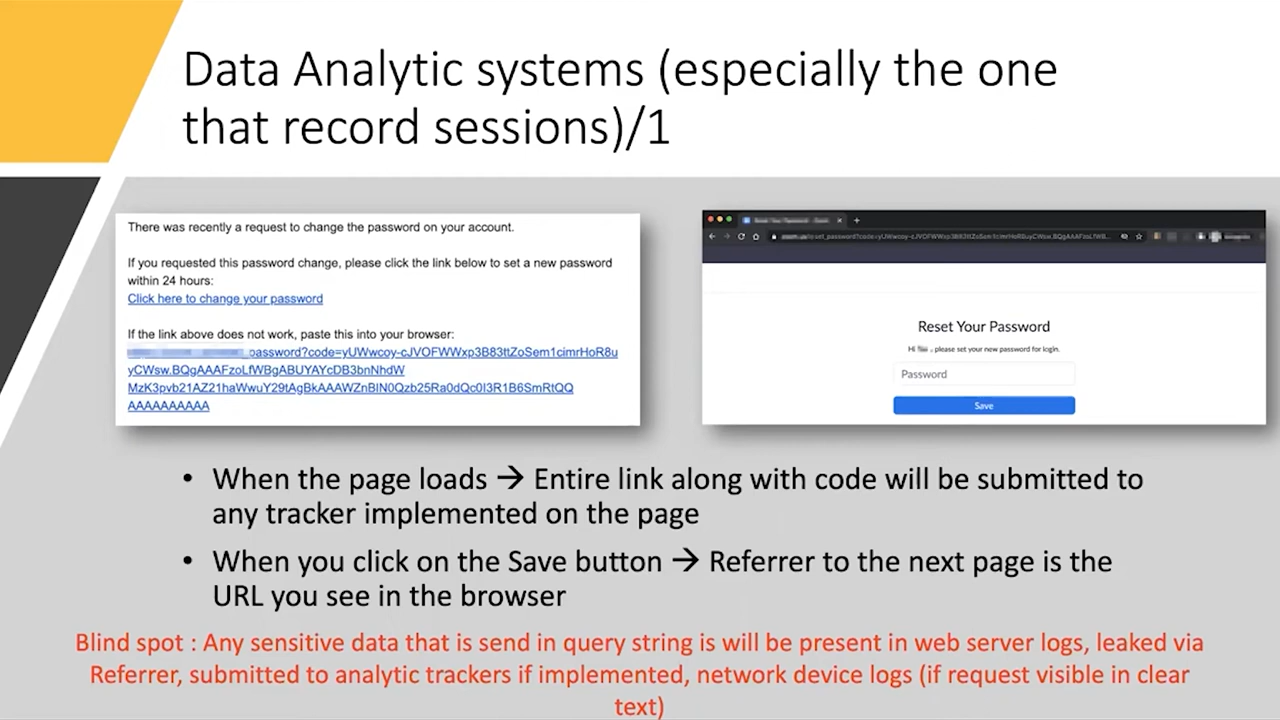 Data Analytic systems (especially the one
that record sessions)/1
There was recently a request to change the password on your account.
If you requested this password change, please click the link below to set a new password
within 24 hours:
Click here to change your password
If the link above does not work, paste this into your browser:
password?code=yUWwcoy-cJVOFWWxp3B83ttZoSem1cimrHoR8u
yCWsw.BQgAAAFzoLfWBgABUYAYcDB3bnNhdW
MzK3pvb21AZ21haWwuY29tAgBkAAAWZnBIN0Qzb25Ra0dQc0I3R1B6SmRtQQ
AAAAAAAAAA
Reset Your Password
Hi , please set your new password for login.
Password
Save
• When the page loads → Entire link along with code will be submitted to
any tracker implemented on the page
• When you click on the Save button → Referrer to the next page is the
URL you see in the browser
Blind spot : Any sensitive data that is send in query string is will be present in web server logs, leaked via
Referrer, submitted to analytic trackers if implemented, network device logs (if request visible in clear
text)